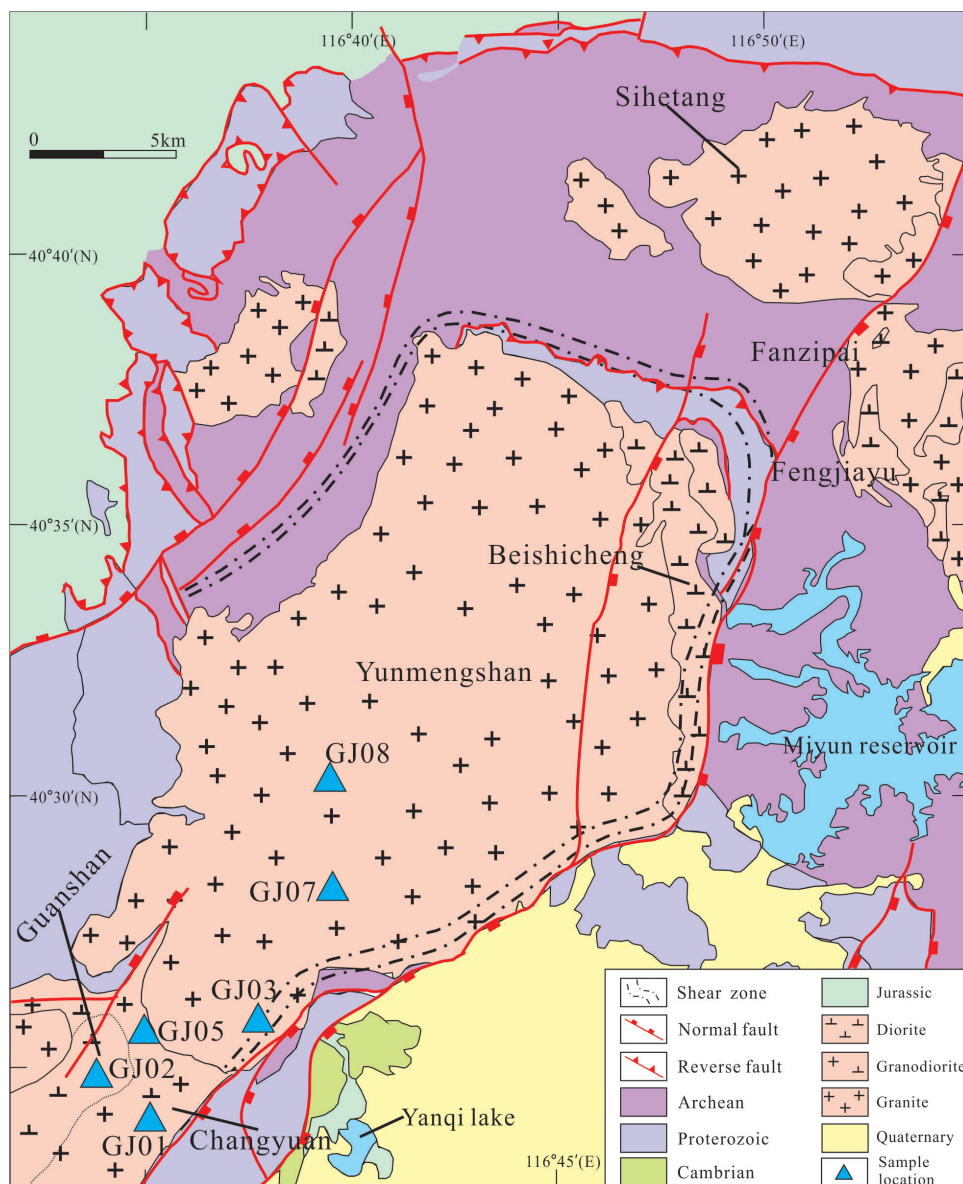 116°40′(E)
116°50′(E)
Sihetang
0
5km
40°40′(N)
Fanzipai
Fengjiayu
40°35′(N)
Beishicheng
Yunmengshan
Miyun reservoir
GJ08
40°30′(N)
Guanshan
GJ07
GJ03
GJ05
GJ02
GJ01
Changyuan
Yanqi lake
116°45′(E)
Shear zone
Normal fault
Reverse fault
Archean
Proterozoic
Cambrian
Jurassic
Diorite
Granodiorite
Granite
Quaternary
Sample
location